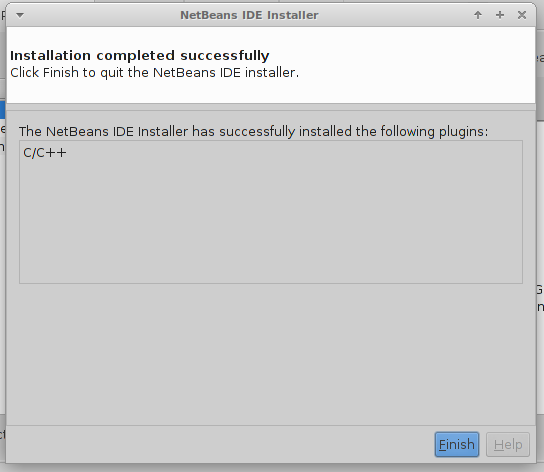 NetBeans IDE Installer
Installation completed successfully
Click Finish to quit the NetBeans IDE installer.
The NetBeans IDE Installer has successfully installed the following plugins:
C/C++
Finish
Help